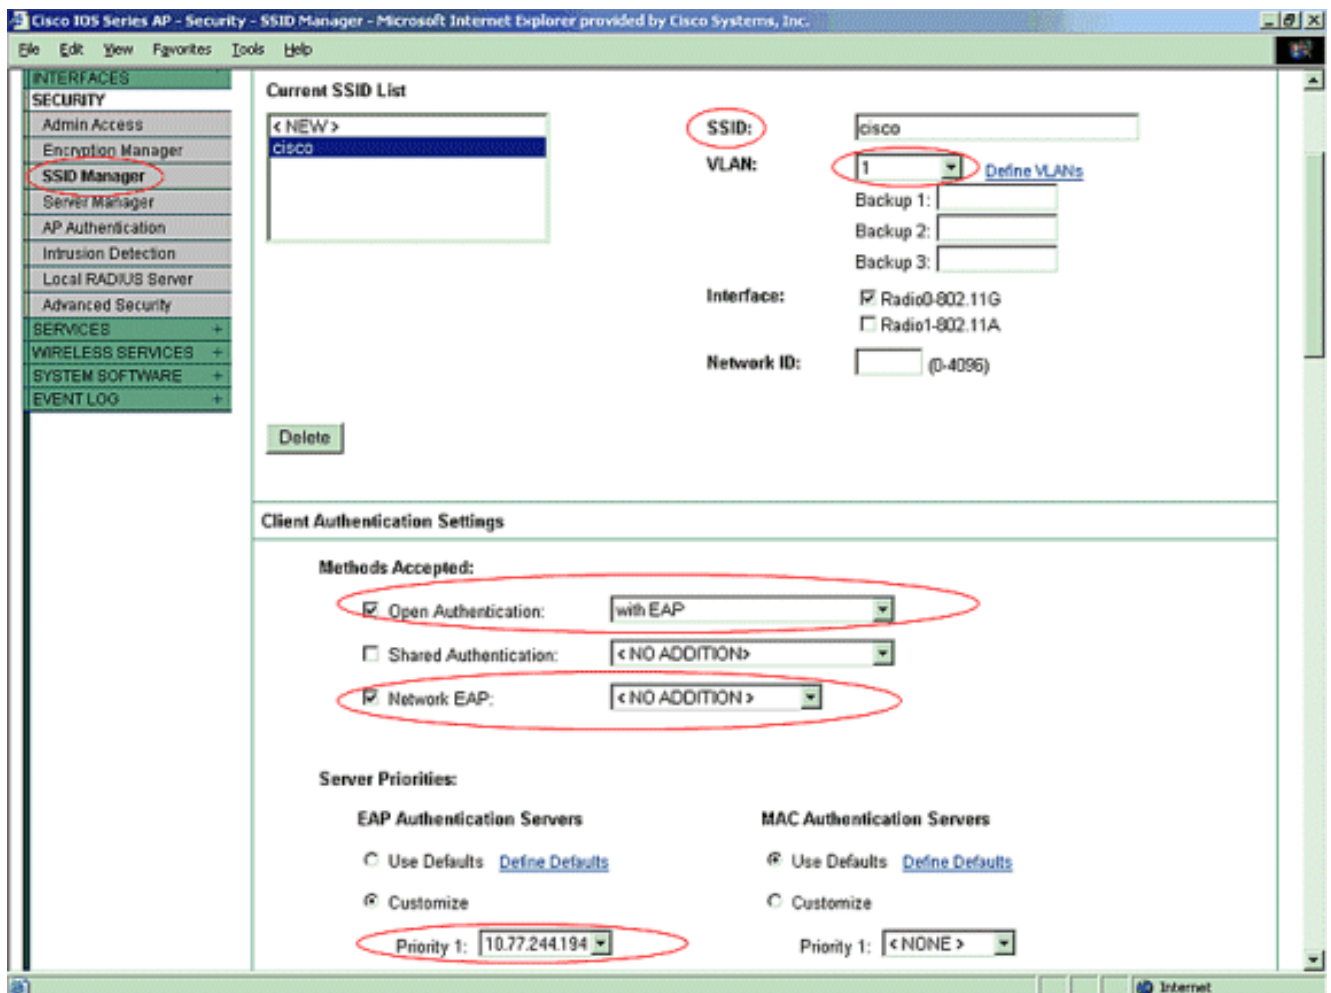 Cisco IOS Series AP - Security - SSID Manager - Microsoft Internet Explorer provided by Cisco Systems, Inc.
File Edit View Favorites Tools Help
INTERFACES
SECURITY
Admin Access
Encryption Manager
SSID Manager
Server Manager
AP Authentication
Intrusion Detection
Local RADIUS Server
Advanced Security
SERVICES +
WIRELESS SERVICES +
SYSTEM SOFTWARE +
EVENT LOG +
Current SSID List
< NEW >
cisco
SSID: cisco
VLAN: 1 Define VLANs
Backup 1:
Backup 2:
Backup 3:
Interface: Radio0-802.11G
Radio1-802.11A
Network ID: (0-4096)
Delete
Client Authentication Settings
Methods Accepted:
Open Authentication: with EAP
Shared Authentication: < NO ADDITION>
Network EAP: < NO ADDITION >
Server Priorities:
EAP Authentication Servers
Use Defaults Define Defaults
Customize
Priority 1: 10.77.244.194
MAC Authentication Servers
Use Defaults Define Defaults
Customize
Priority 1: < NONE >
Internet